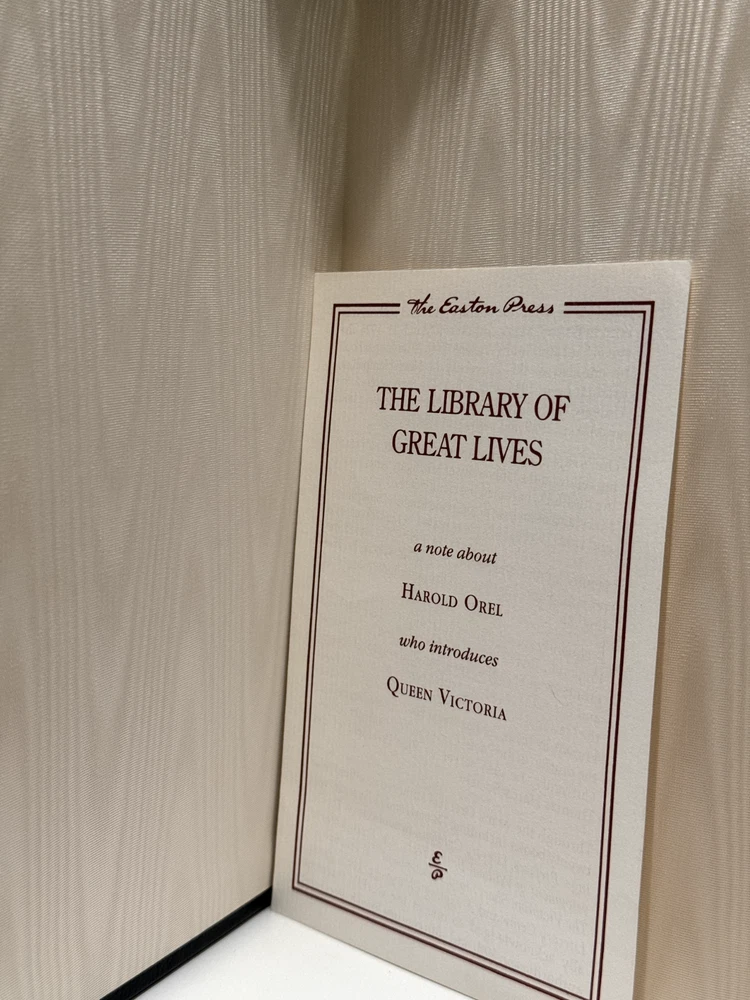 The Easton Press
THE LIBRARY OF
GREAT LIVES
a note about
HAROLD OREL
who introduces
QUEEN VICTORIA